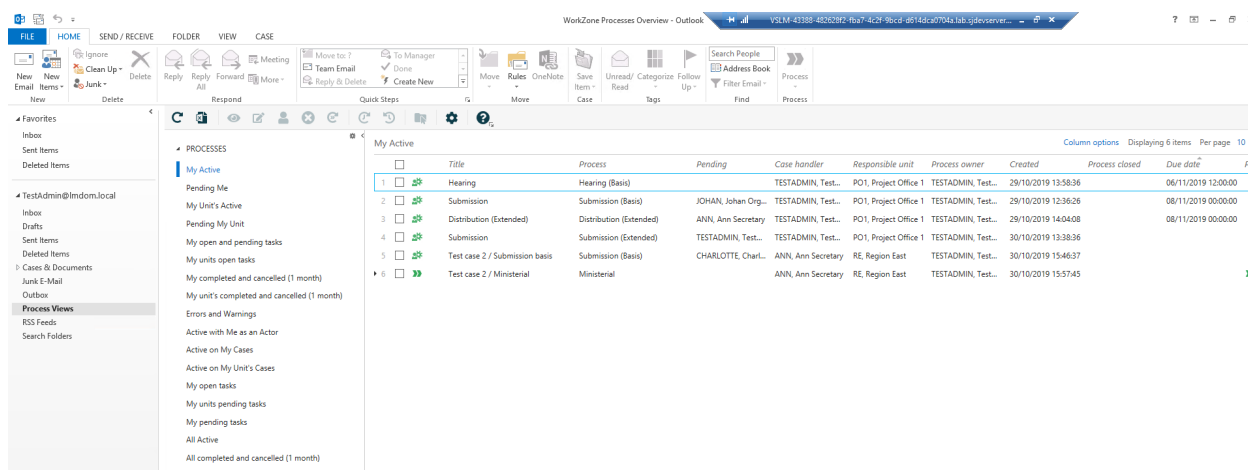 WorkZone Processes Overview - Outlook
VSLM-43388-482628f2-fba7-4c2f-9bcd-d614dca0704a.lab.sjdevserver...
FILE HOME SEND / RECEIVE FOLDER VIEW CASE
New Email
New Items
Ignore
Clean Up
Junk
Delete
Reply
Reply All
Forward
Meeting
More
Move to: ?
Team Email
Reply & Delete
To Manager
Done
Create New
Move
Rules
OneNote
Save Item
Unread/ Read
Categorize
Follow Up
Search People
Address Book
Filter Email
Process
New Delete Respond Quick Steps Move Case Tags Find Process
Favorites
Inbox
Sent Items
Deleted Items
TestAdmin@lmdom.local
Inbox
Drafts
Sent Items
Deleted Items
Cases & Documents
Junk E-Mail
Outbox
Process Views
RSS Feeds
Search Folders
PROCESSES
My Active
Pending Me
My Unit's Active
Pending My Unit
My open and pending tasks
My units open tasks
My completed and cancelled (1 month)
My unit's completed and cancelled (1 month)
Errors and Warnings
Active with Me as an Actor
Active on My Cases
Active on My Unit's Cases
My open tasks
My units pending tasks
My pending tasks
All Active
All completed and cancelled (1 month)
My Active
Column options Displaying 6 items Per page 10
Title Process Pending Case handler Responsible unit Process owner Created Process closed Due date
1 Hearing Hearing (Basis) TESTADMIN, Test... PO1, Project Office 1 TESTADMIN, Test... 29/10/2019 13:58:36 06/11/2019 12:00:00
2 Submission Submission (Basis) JOHAN, Johan Org... TESTADMIN, Test... PO1, Project Office 1 TESTADMIN, Test... 29/10/2019 12:36:26 08/11/2019 00:00:00
3 Distribution (Extended) Distribution (Extended) ANN, Ann Secretary TESTADMIN, Test... PO1, Project Office 1 TESTADMIN, Test... 29/10/2019 14:04:08 08/11/2019 00:00:00
4 Submission Submission (Extended) TESTADMIN, Test... TESTADMIN, Test... PO1, Project Office 1 TESTADMIN, Test... 30/10/2019 13:38:36
5 Test case 2 / Submission basis Submission (Basis) CHARLOTTE, Charl... ANN, Ann Secretary RE, Region East TESTADMIN, Test... 30/10/2019 15:46:37
6 Test case 2 / Ministerial Ministerial ANN, Ann Secretary RE, Region East TESTADMIN, Test... 30/10/2019 15:57:45